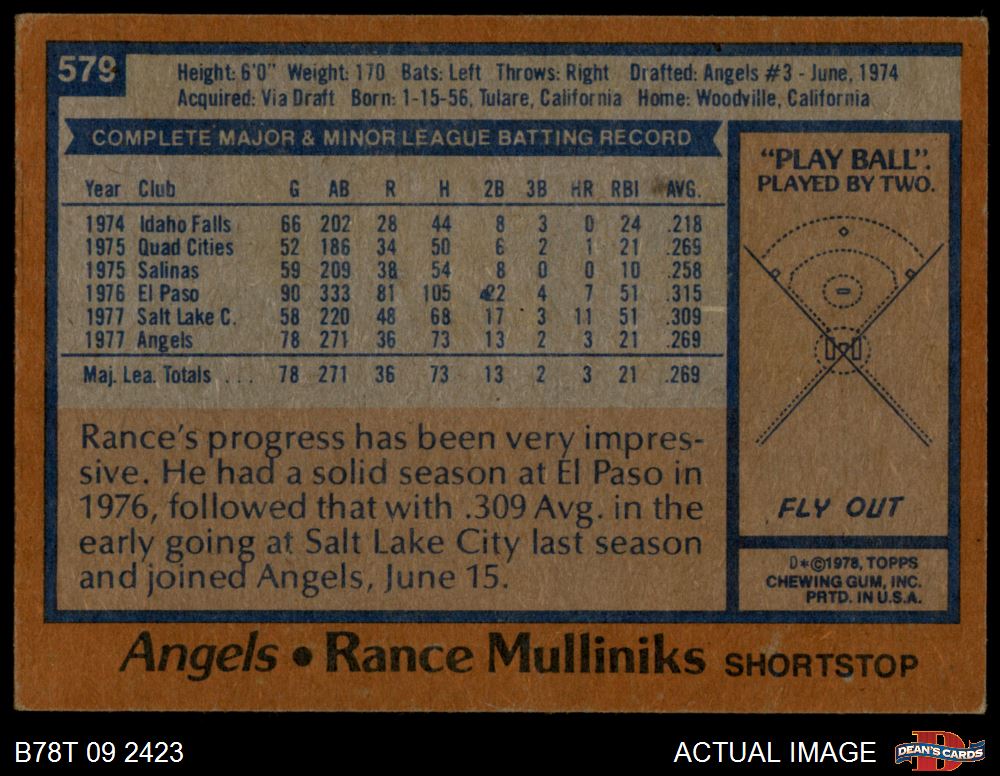 579
Height: 6'0" Weight: 170 Bats: Left Throws: Right Drafted: Angels #3 - June, 1974
Acquired: Via Draft Born: 1-15-56, Tulare, California Home: Woodville, California
COMPLETE MAJOR & MINOR LEAGUE BATTING RECORD
Year Club G AB R H 2B 3B HR RBI AVG.
1974 Idaho Falls 66 202 28 44 8 3 0 24 .218
1975 Quad Cities 52 186 34 50 6 2 1 21 .269
1975 Salinas 59 209 38 54 8 0 0 10 .258
1976 El Paso 90 333 81 105 22 4 7 51 .315
1977 Salt Lake C. 58 220 48 68 17 3 11 51 .309
1977 Angels 78 271 36 73 13 2 3 21 .269
Maj. Lea. Totals . . . 78 271 36 73 13 2 3 21 .269
Rance's progress has been very impres-
sive. He had a solid season at El Paso in
1976, followed that with .309 Avg. in the
early going at Salt Lake City last season
and joined Angels, June 15.
"PLAY BALL".
PLAYED BY TWO.
FLY OUT
D*©1978, TOPPS
CHEWING GUM, INC.
PRTD. IN U.S.A.
Angels • Rance Mulliniks SHORTSTOP
B78T 09 2423
ACTUAL IMAGE
DEAN'S CARDS